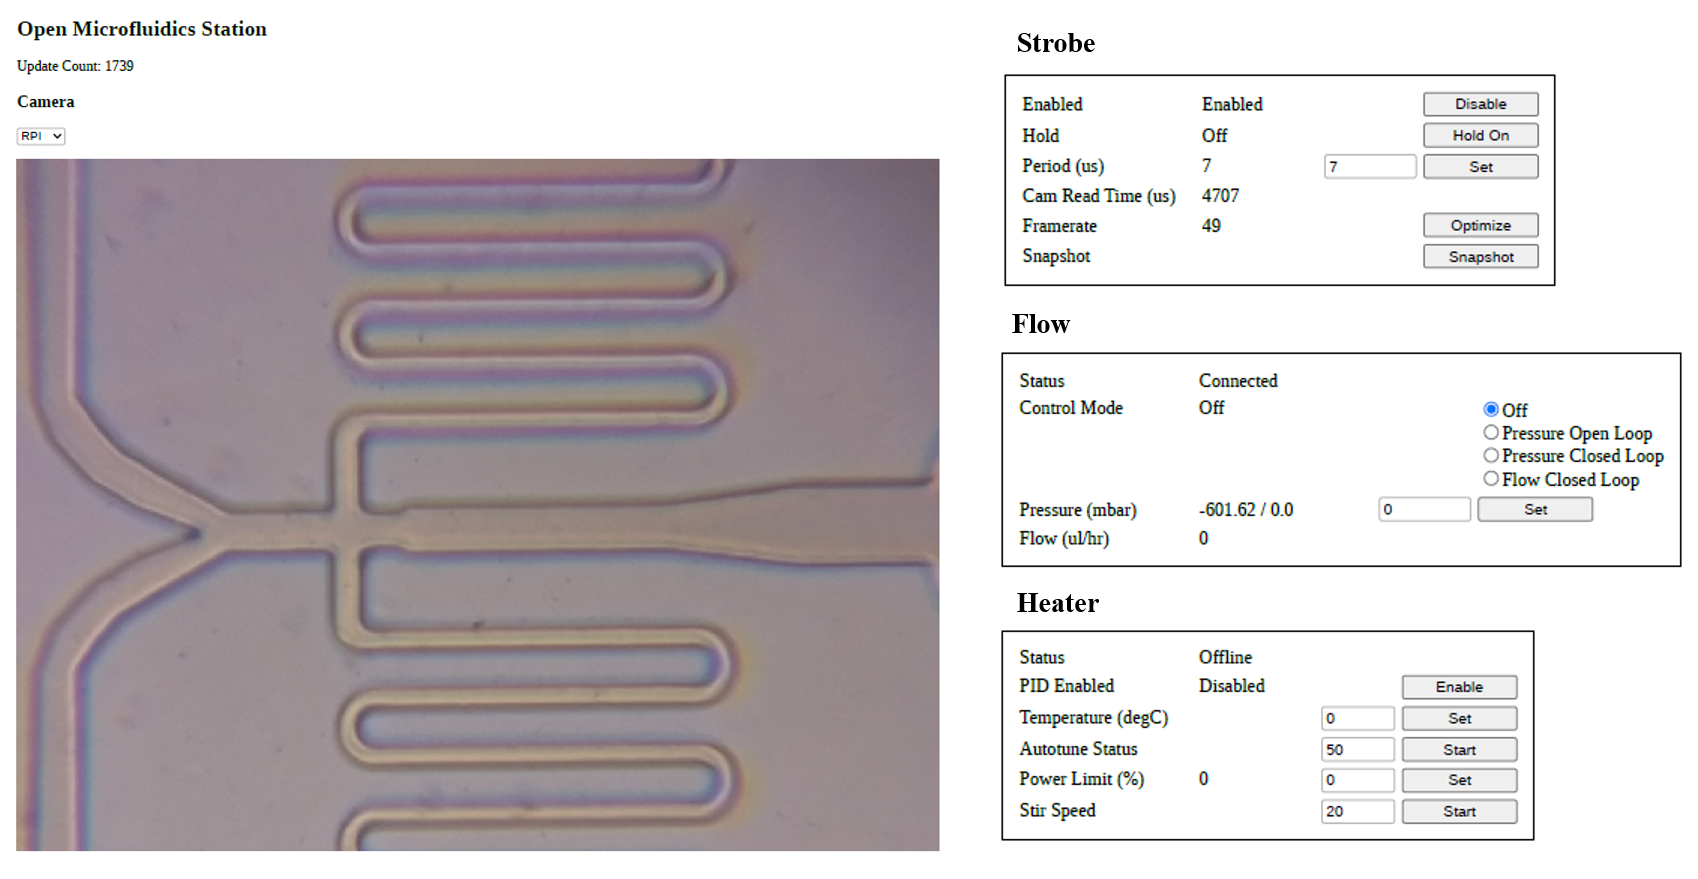 Open Microfluidics Station
Update Count: 1739
Camera
RPI
Strobe
Enabled Enabled Disable
Hold Off Hold On
Period (us) 7 7 Set
Cam Read Time (us) 4707
Framerate 49 Optimize
Snapshot Snapshot
Flow
Status Connected
Control Mode Off Off
Pressure Open Loop
Pressure Closed Loop
Flow Closed Loop
Pressure (mbar) -601.62 / 0.0 0 Set
Flow (ul/hr) 0
Heater
Status Offline
PID Enabled Disabled Enable
Temperature (degC) 0 Set
Autotune Status 50 Start
Power Limit (%) 0 0 Set
Stir Speed 20 Start